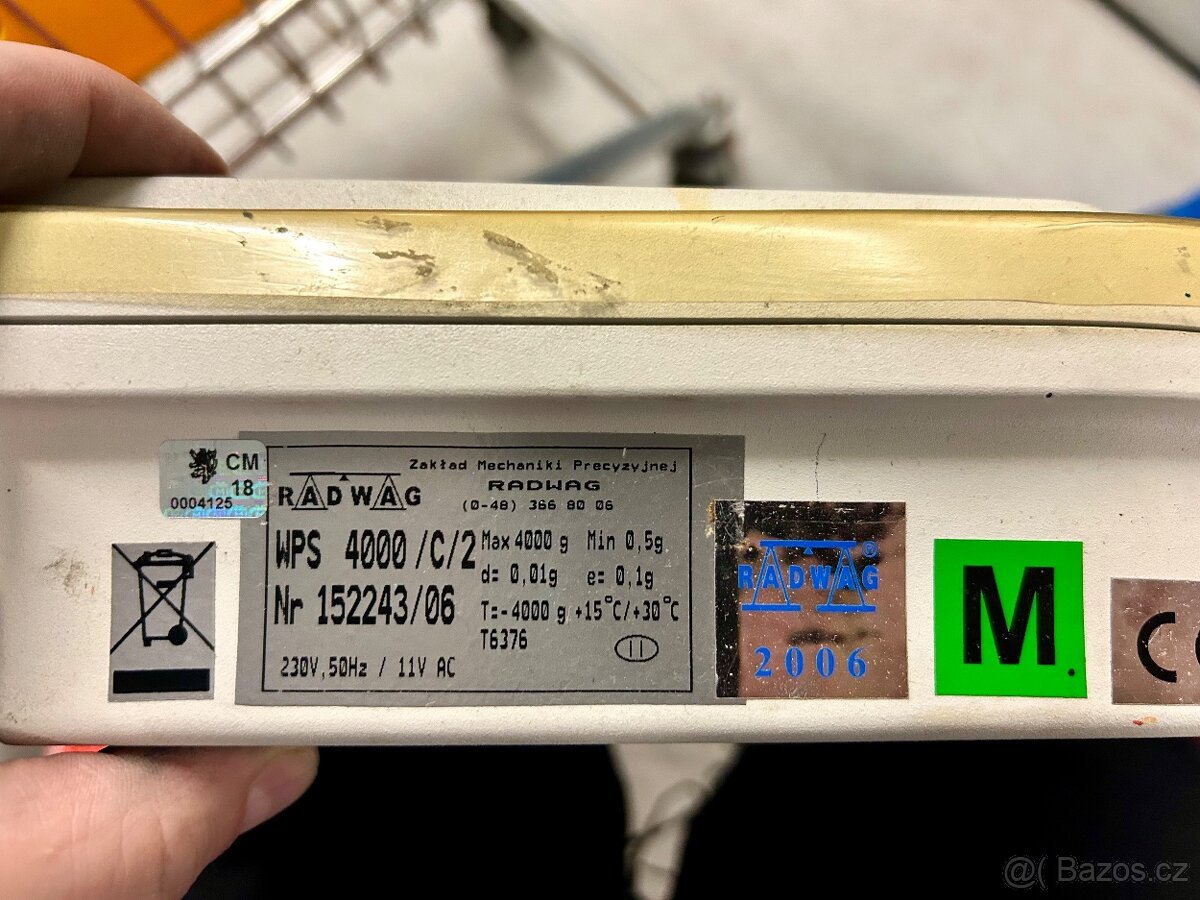 CM
18
0004125
Zakład Mechaniki Precyzyjnej
RADWAG
RADWAG
(0-48) 366 80 06
WPS 4000/C/2
Max 4000 g Min 0,5g
d= 0,01g e= 0,1g
Nr 152243/06
T=-4000 g +15°C/+30°C
T6376
II
230V,50Hz / 11V AC
RADWAG®
2006
M.
@( Bazos.cz